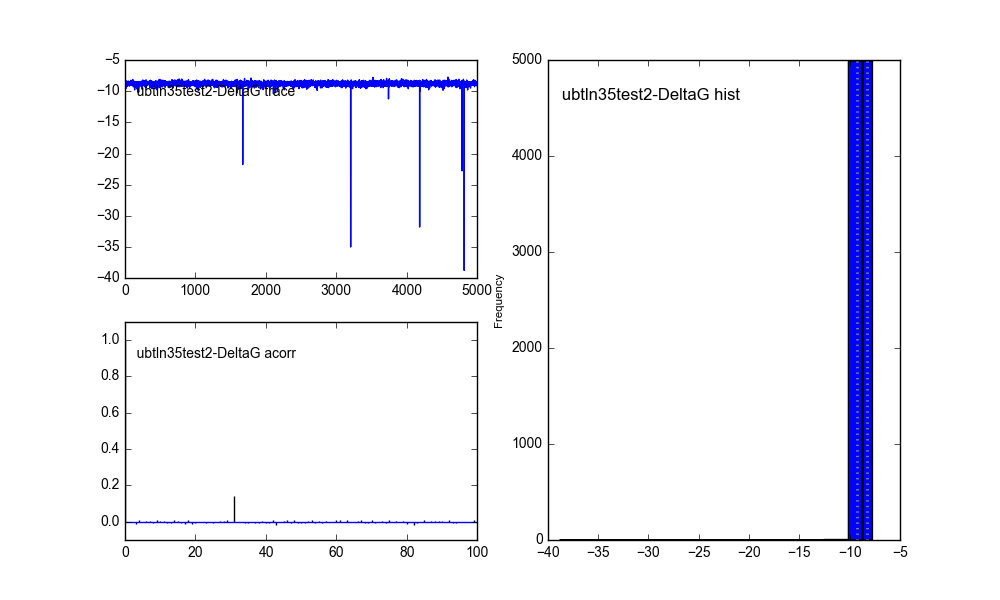 −5
−10
−15
−20
−25
−30
−35
−40
ubtln35test2-DeltaG trace
0 1000 2000 3000 4000 5000
1.0
0.8
0.6
0.4
0.2
0.0
ubtln35test2-DeltaG acorr
0 20 40 60 80 100
Frequency
5000
4000
3000
2000
1000
0
ubtln35test2-DeltaG hist
−40 −35 −30 −25 −20 −15 −10 −5